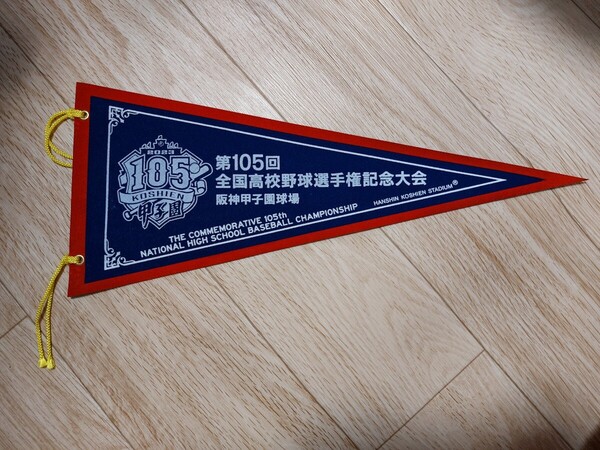 2023
105
KOSHIEN
甲子園
第105回
全国高校野球選手権記念大会
阪神甲子園球場
HANSHIN KOSHIEN STADIUM®
THE COMMEMORATIVE 105th
NATIONAL HIGH SCHOOL BASEBALL CHAMPIONSHIP